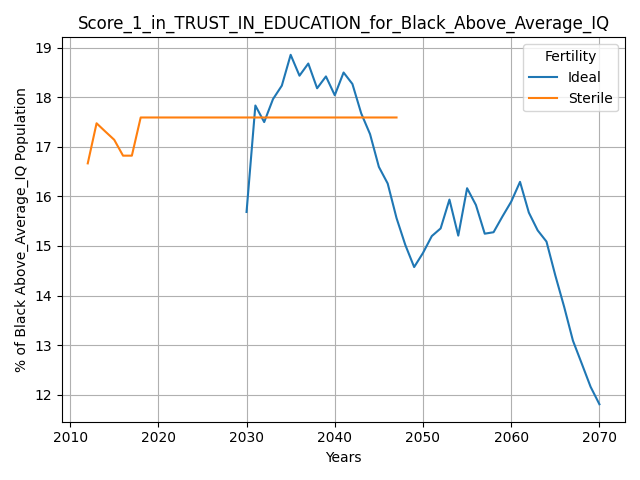 Score_1_in_TRUST_IN_EDUCATION_for_Black_Above_Average_IQ
Fertility
Ideal
Sterile
% of Black Above_Average_IQ Population
19
18
17
16
15
14
13
12
2010 2020 2030 2040 2050 2060 2070
Years